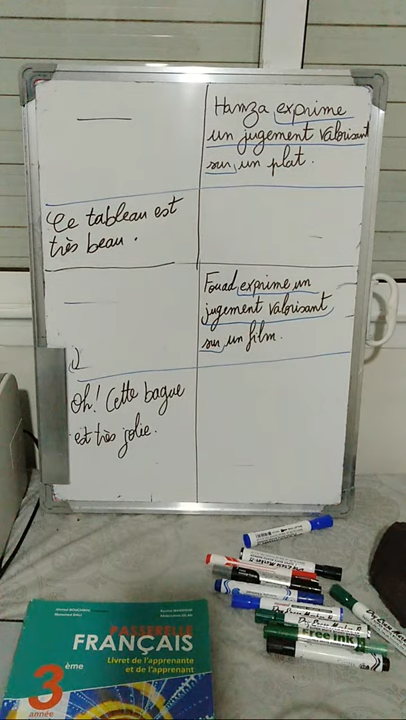 Hamza exprime
un jugement valorisant
sur un plat.
Ce tableau est
très beau.
Fouad exprime un
jugement valorisant
sur un film.
Oh! Cette bague
est très jolie.
PASSERELLE
FRANÇAIS
Livret de l'apprenante
et de l'apprenant
3 ème
année
Free Ink